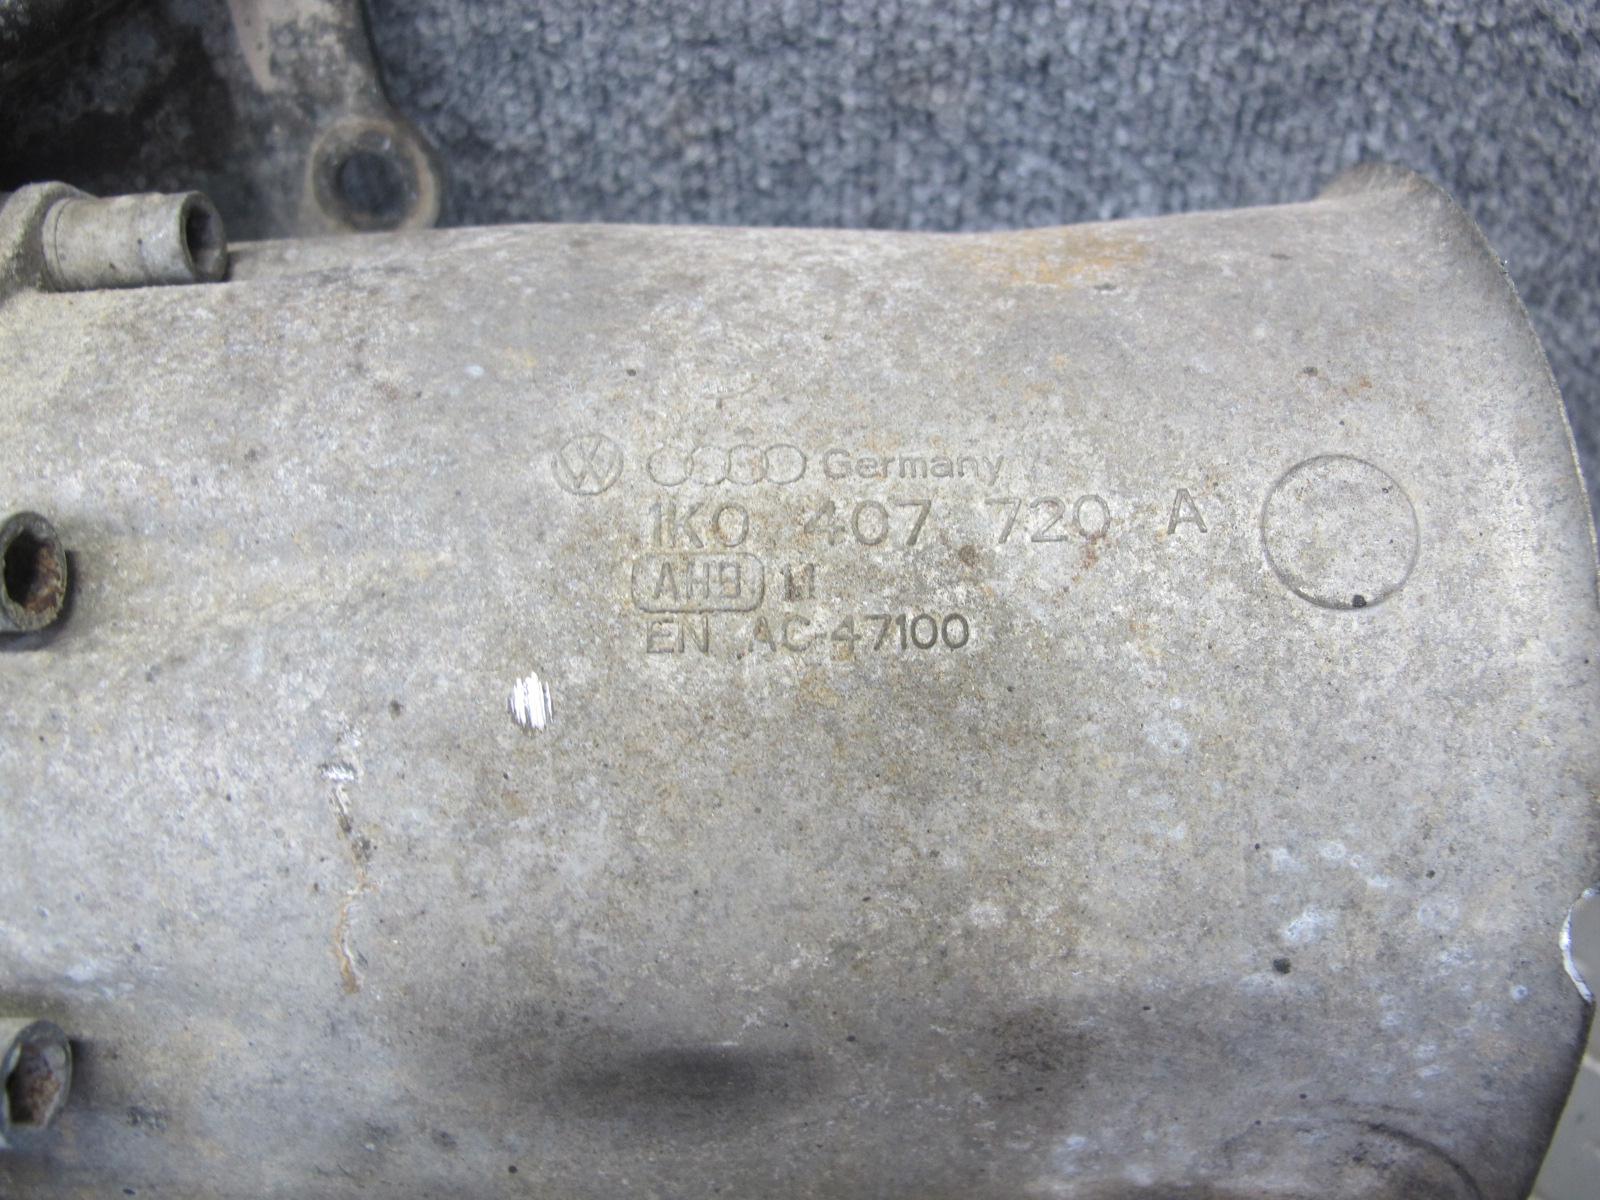 Germany
1K0 407 720 A
AH9 M
EN AC-47100